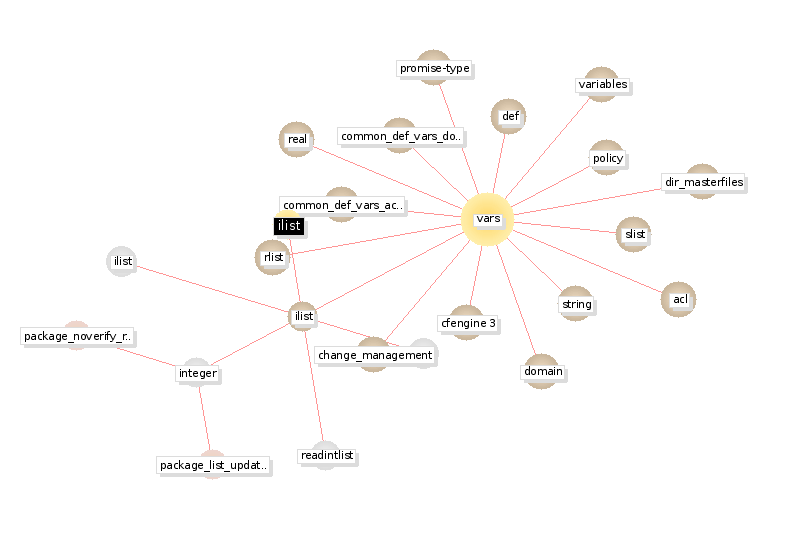 promise-type
variables
def
common_def_vars_do..
real
policy
dir_masterfiles
common_def_vars_ac..
vars
ilist
slist
rlist
ilist
acl
string
ilist
cfengine 3
package_noverify_r..
change_management
integer
domain
readintlist
package_list_updat..